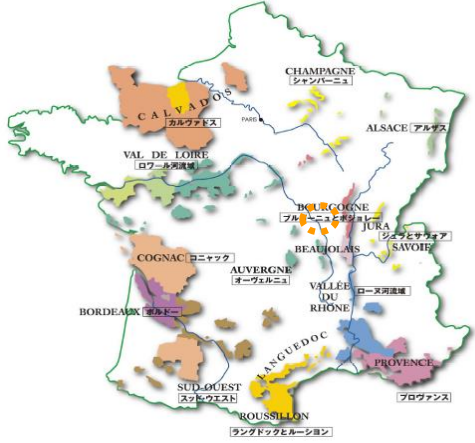 CHAMPAGNE
シャンパーニュ
CALVADOS
カルヴァドス
PARIS
ALSACE アルザス
VAL DE LOIRE
ロワール河流域
BOURGOGNE
ブルゴーニュとボジョレー
BEAUJOLAIS
JURA
ジュラとサヴォア
SAVOIE
COGNAC コニャック
AUVERGNE
オーヴェルニュ
VALLÉE
DU
RHÔNE
ローヌ河流域
BORDEAUX ボルドー
LANGUEDOC
PROVENCE
プロヴァンス
SUD-OUEST
スッド・ウエスト
ROUSSILLON
ラングドックとルーション